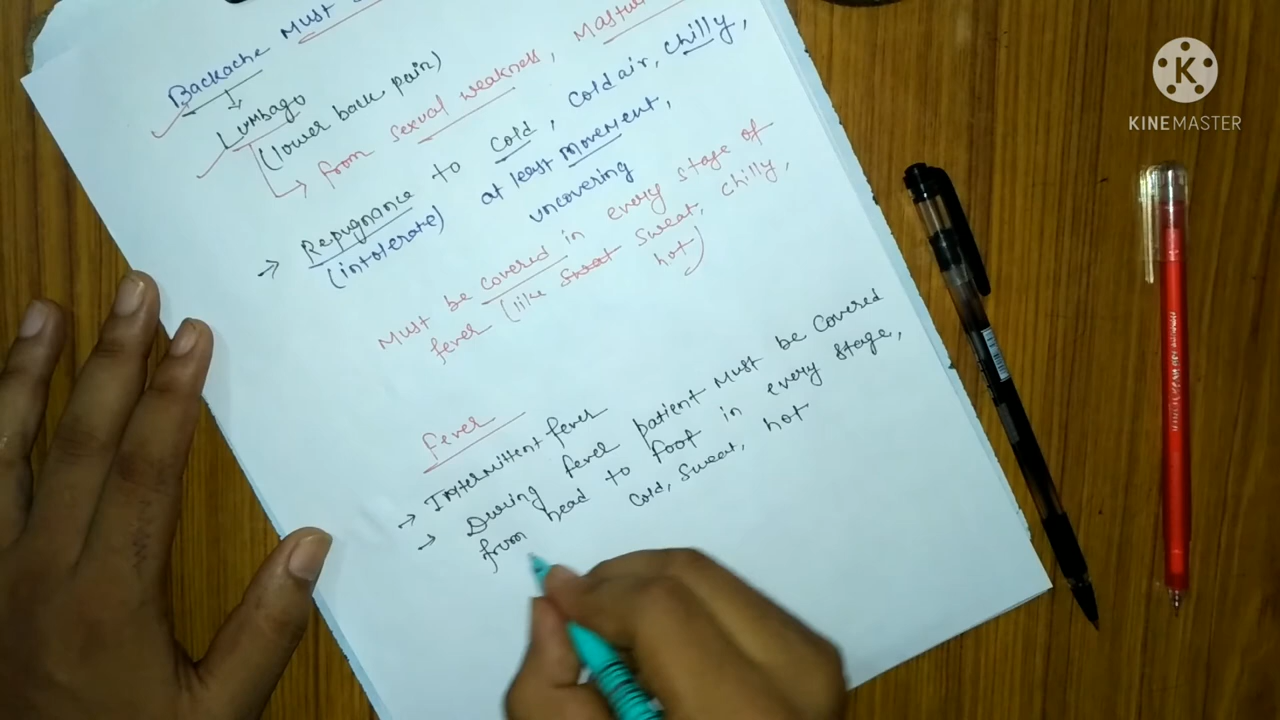 Backache Must
Lumbago
(lower back pain)
from sexual weakness,
Repugnance to cold, cold air, chilly,
(intolerate) at least Movement,
uncovering
Must be covered in every stage of
fever (like Sweat, chilly,
hot)
fever
Intermittent fever
During fever patient Must be Covered
from head to foot in every stage,
Cold, Sweat, hot
KINEMASTER